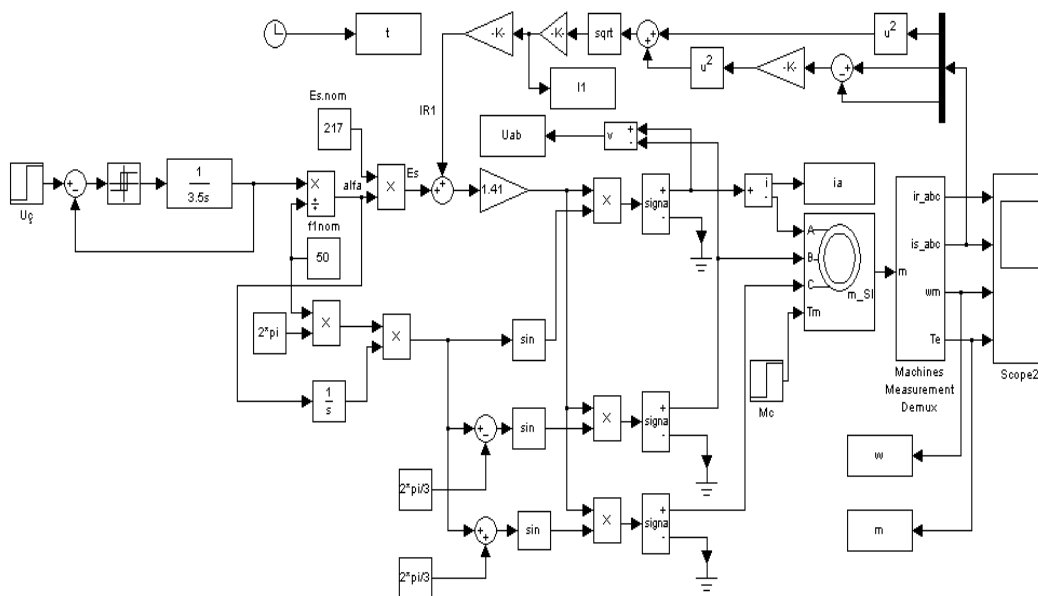 t
-K-
-K-
sqrt
+
+
u²
u²
-K-
-
+
I1
Es.nom
217
IR1
Uab
v
+
-
Uç
-
+
1
3.5s
×
÷
alfa
f1nom
50
×
Es
+
+
1.41
×
signal
+
-
+
i
-
ia
A
B
C
Tm
m_SI
m
ir_abc
is_abc
wm
Te
Machines
Measurement
Demux
Scope2
2*pi
×
×
sin
1
s
Mc
+
-
sin
×
signal
+
-
2*pi/3
w
+
+
sin
×
signal
+
-
m
2*pi/3